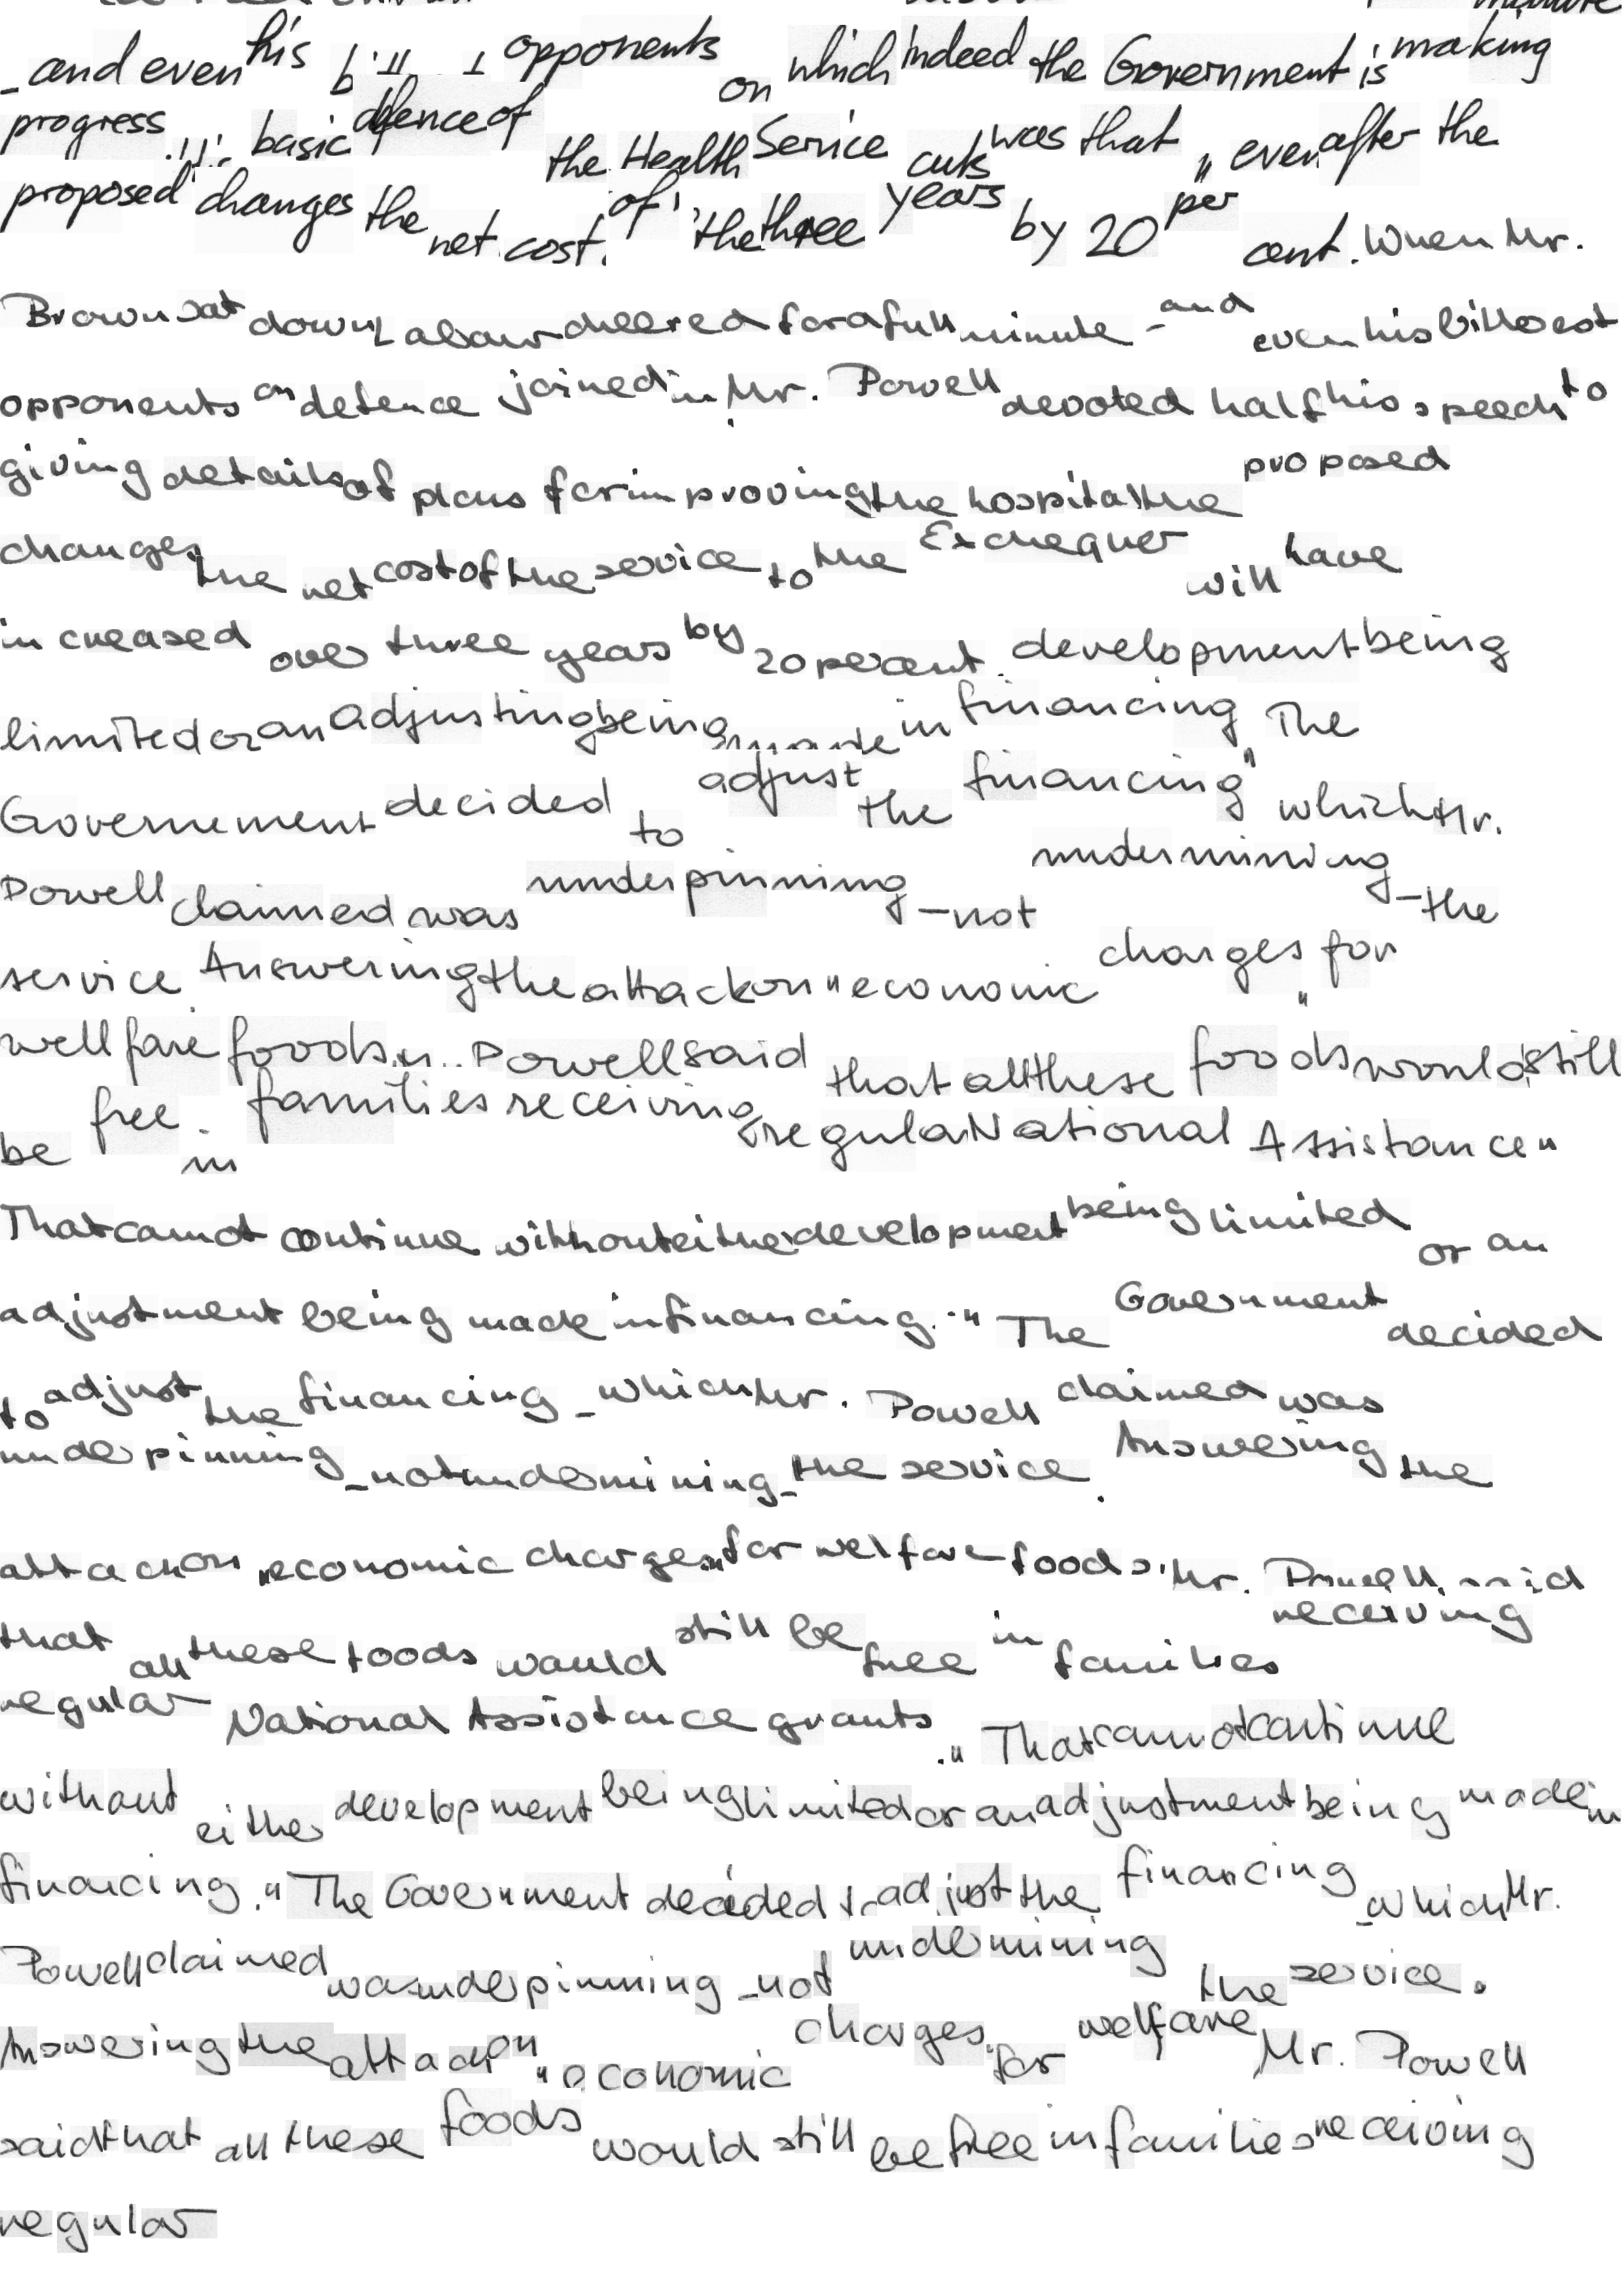 - and even his opponents on which indeed the Government is making
progress basic defence of the Health Service cuts was that " even after the
proposed changes the net cost of the three years by 20 per cent. When Mr.
Brown sat down Labour cheered for a full minute - and even his bitterest
opponents on defence joined in. Mr. Powell devoted half his speech to
giving details of plans for improving the hospital the proposed
changes the net cost of the service to the Exchequer will have
increased over three years by 20 per cent. development being
limited or an adjusting being made in financing " The
Governement decided to adjust the financing which Mr.
Powell claimed was underpinning - not undermining - the
service. Answering the attack on " economic charges " for
wellfare foods, Powell said that all these foods would still
be free in families receiving regular National Assistance "
That cannot continue without either development being limited or an
adjustment being made in financing. " The Government decided
to adjust the financing - which Mr. Powell claimed was
underpinning - not undermining - the service. Answering the
attack on " economic charges " for welfare foods, Mr. Powell said
that all these foods would still be free in families receiving
regular National Assistance grants. " That cannot continue
without either development being limited or an adjustment being made in
financing. " The Government decided to adjust the financing - which Mr.
Powell claimed was underpinning - not undermining the service.
Answering the attack on " economic charges " for welfare Mr. Powell
said that all these foods would still be free in families receiving
regular